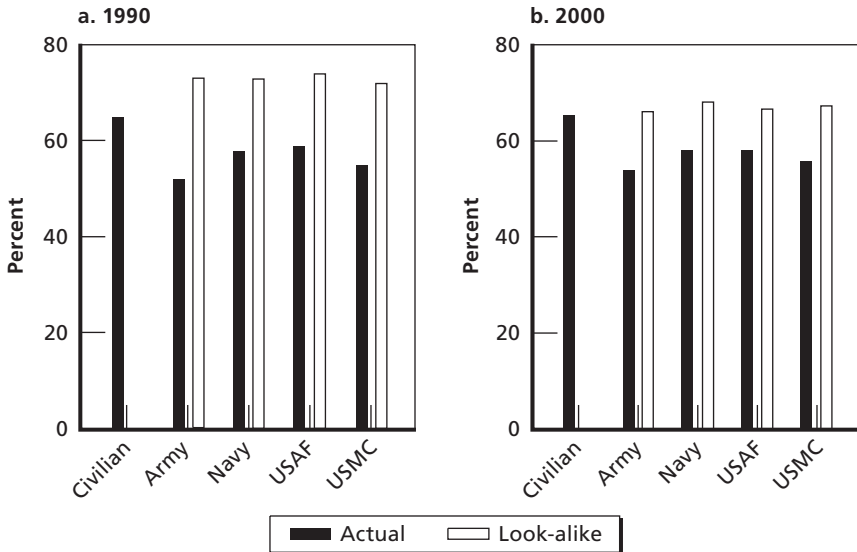 a. 1990
80
60
40
20
0
Percent
Civilian
Army
Navy
USAF
USMC
b. 2000
80
60
40
20
0
Percent
Civilian
Army
Navy
USAF
USMC
Actual
Look-alike